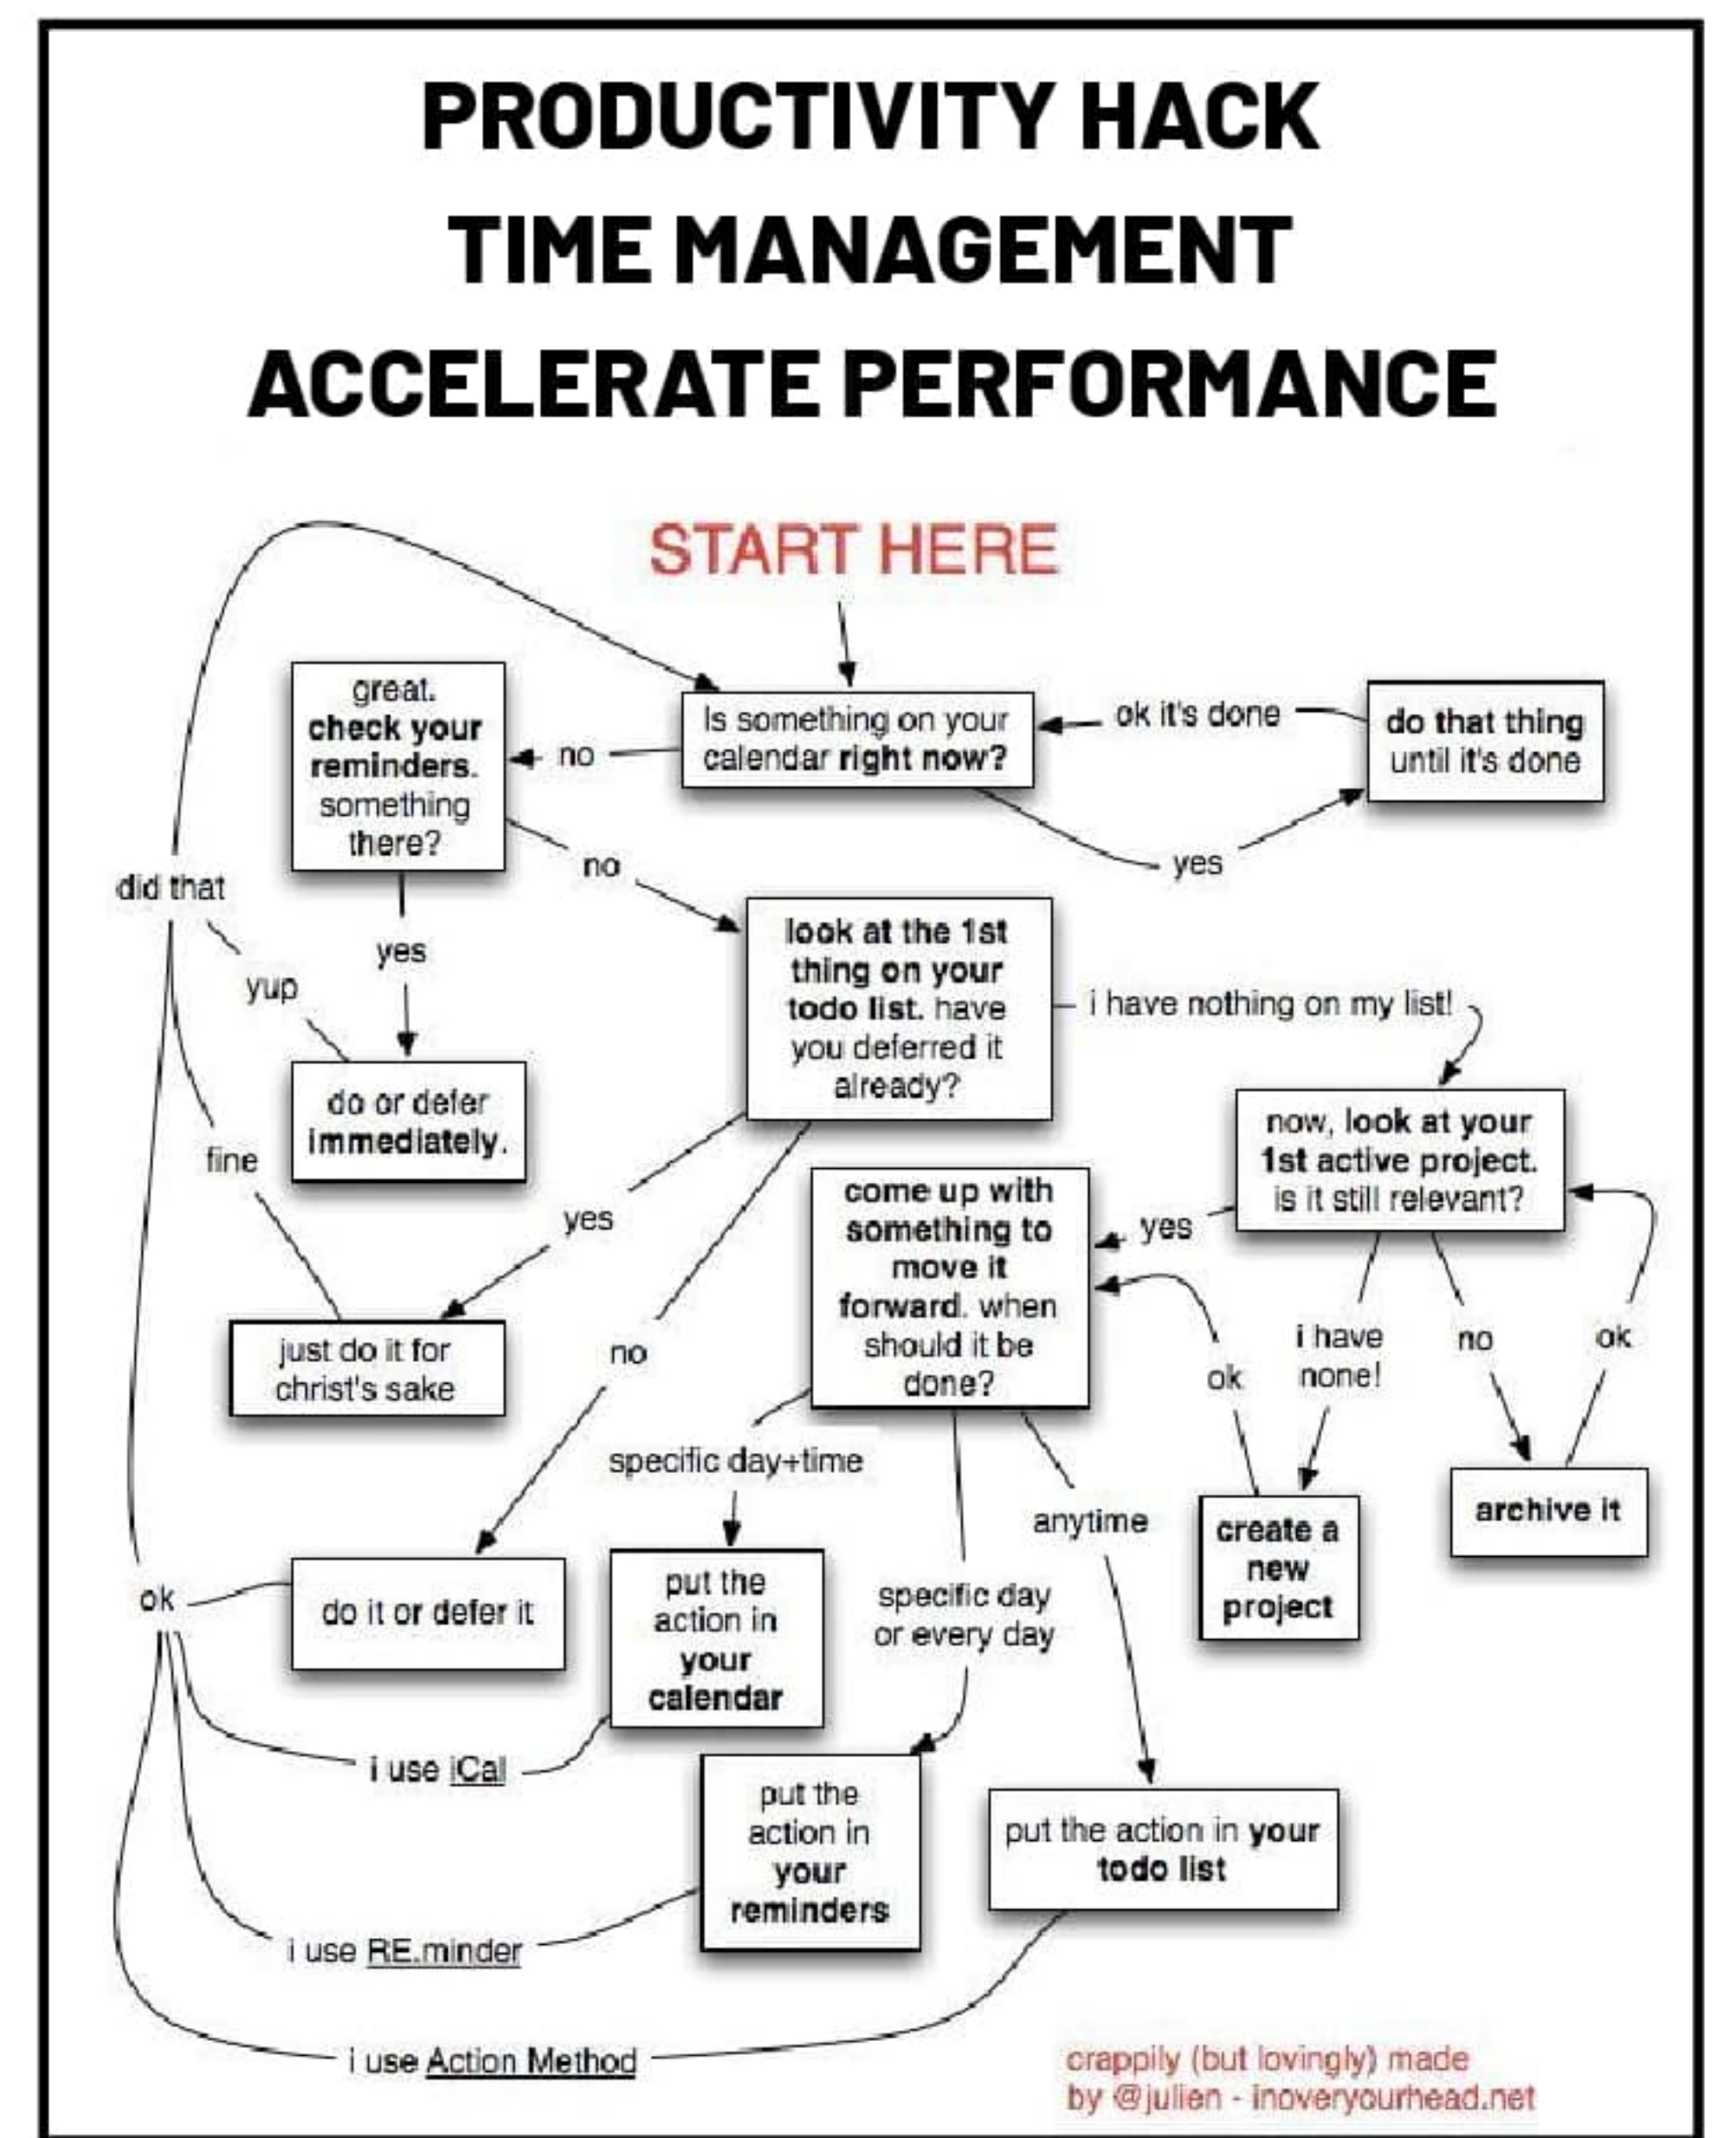 PRODUCTIVITY HACK
TIME MANAGEMENT
ACCELERATE PERFORMANCE
START HERE
Is something on your
calendar right now?
ok it's done
do that thing
until it's done
yes
no
great.
check your
reminders.
something
there?
no
yes
did that
yup
do or defer
immediately.
look at the 1st
thing on your
todo list. have
you deferred it
already?
i have nothing on my list!
now, look at your
1st active project.
is it still relevant?
yes
fine
just do it for
christ's sake
no
yes
come up with
something to
move it
forward. when
should it be
done?
ok
i have
none!
no
ok
archive it
create a
new
project
specific day+time
anytime
specific day
or every day
ok
do it or defer it
put the
action in
your
calendar
i use iCal
put the
action in
your
reminders
put the action in your
todo list
i use RE.minder
i use Action Method
crappily (but lovingly) made
by @julien - inoveryourhead.net